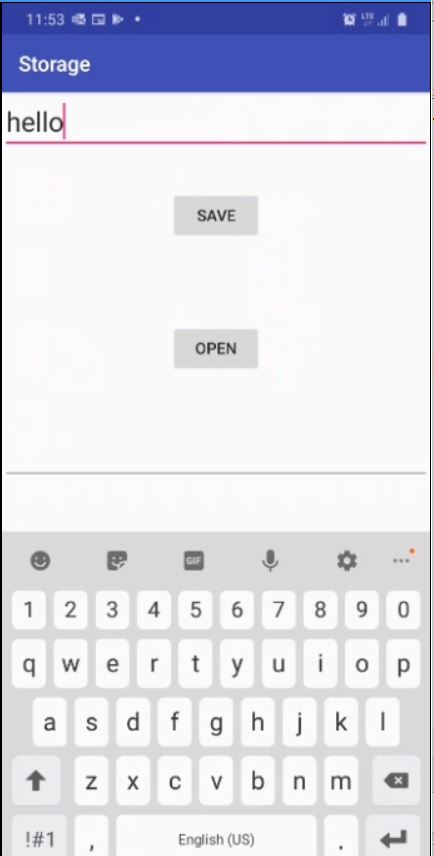 11:53
LTE
Storage
hello
SAVE
OPEN
GIF
1 2 3 4 5 6 7 8 9 0
q w e r t y u i o p
a s d f g h j k l
z x c v b n m
!#1 , English (US) .